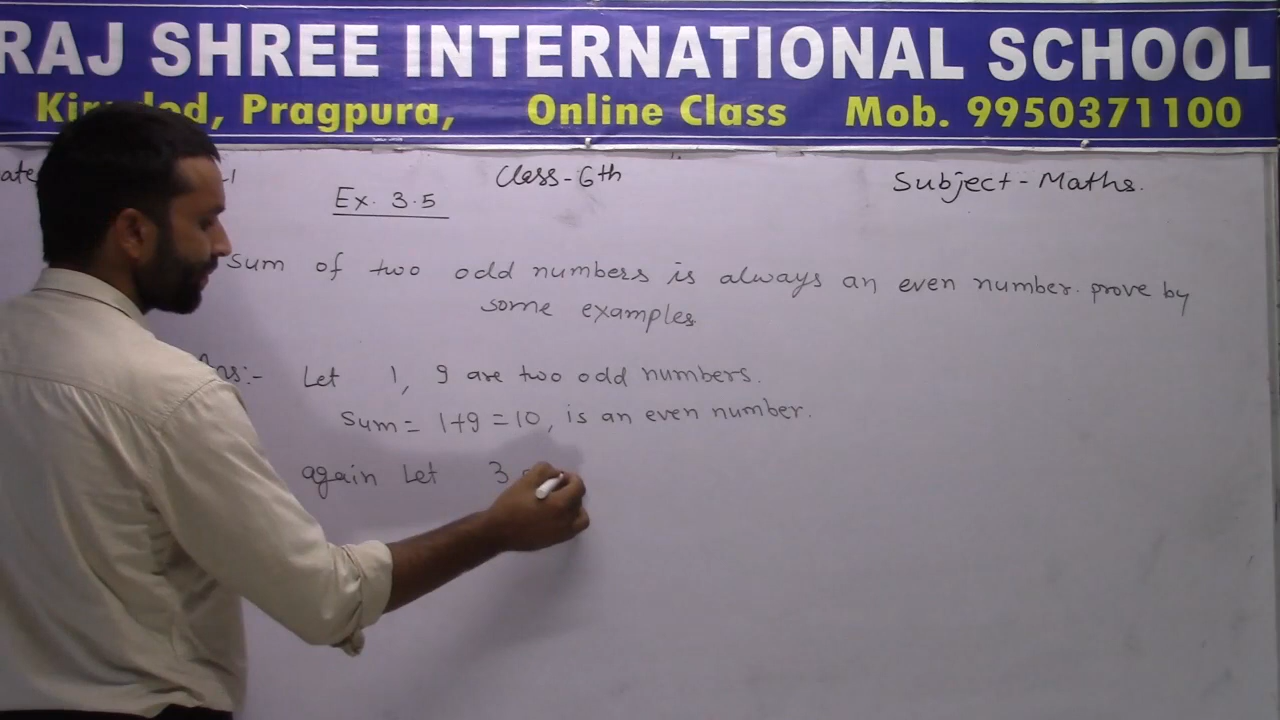 RAJ SHREE INTERNATIONAL SCHOOL
Pragpura, Online Class Mob. 9950371100
Class-6th Subject-Maths.
Ex. 3.5
Sum of two odd numbers is always an even number. prove by
some examples.
Ans:- Let 1, 9 are two odd numbers.
Sum = 1+9 = 10, is an even number.
again Let 3